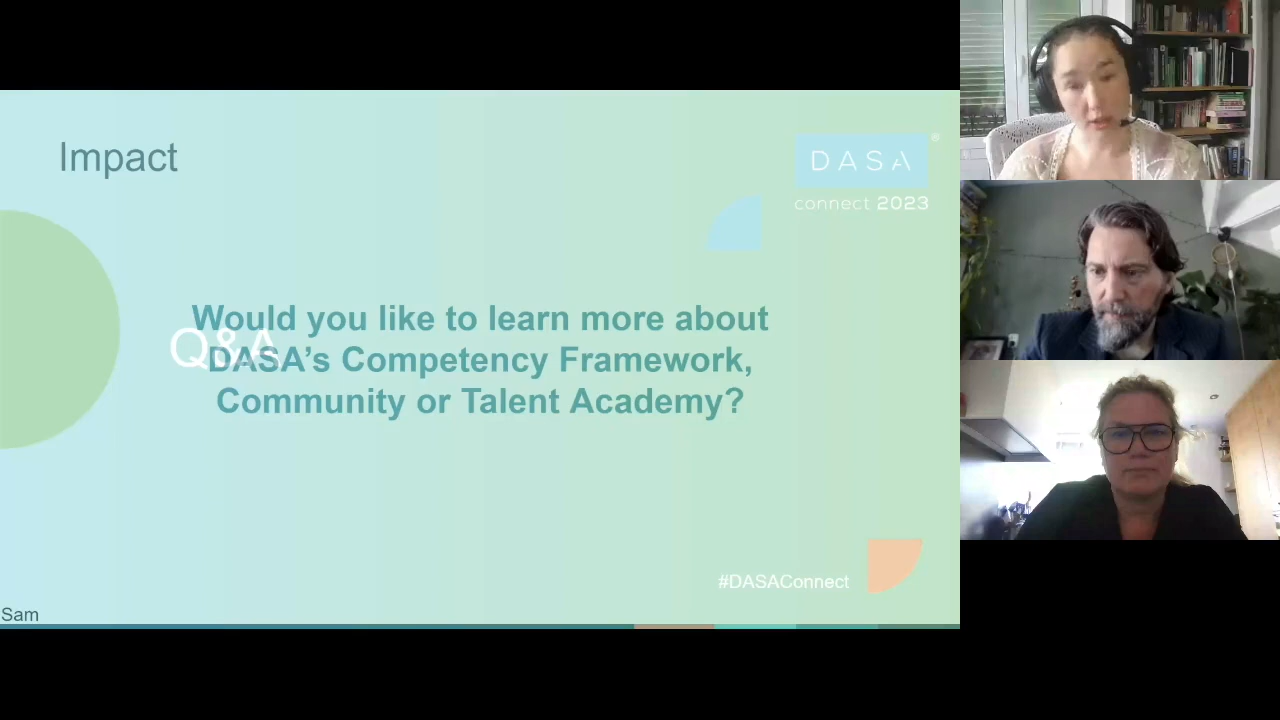 Impact
DASA
®
connect 2023
Would you like to learn more about
Q&A
DASA's Competency Framework,
Community or Talent Academy?
#DASAConnect
Sam